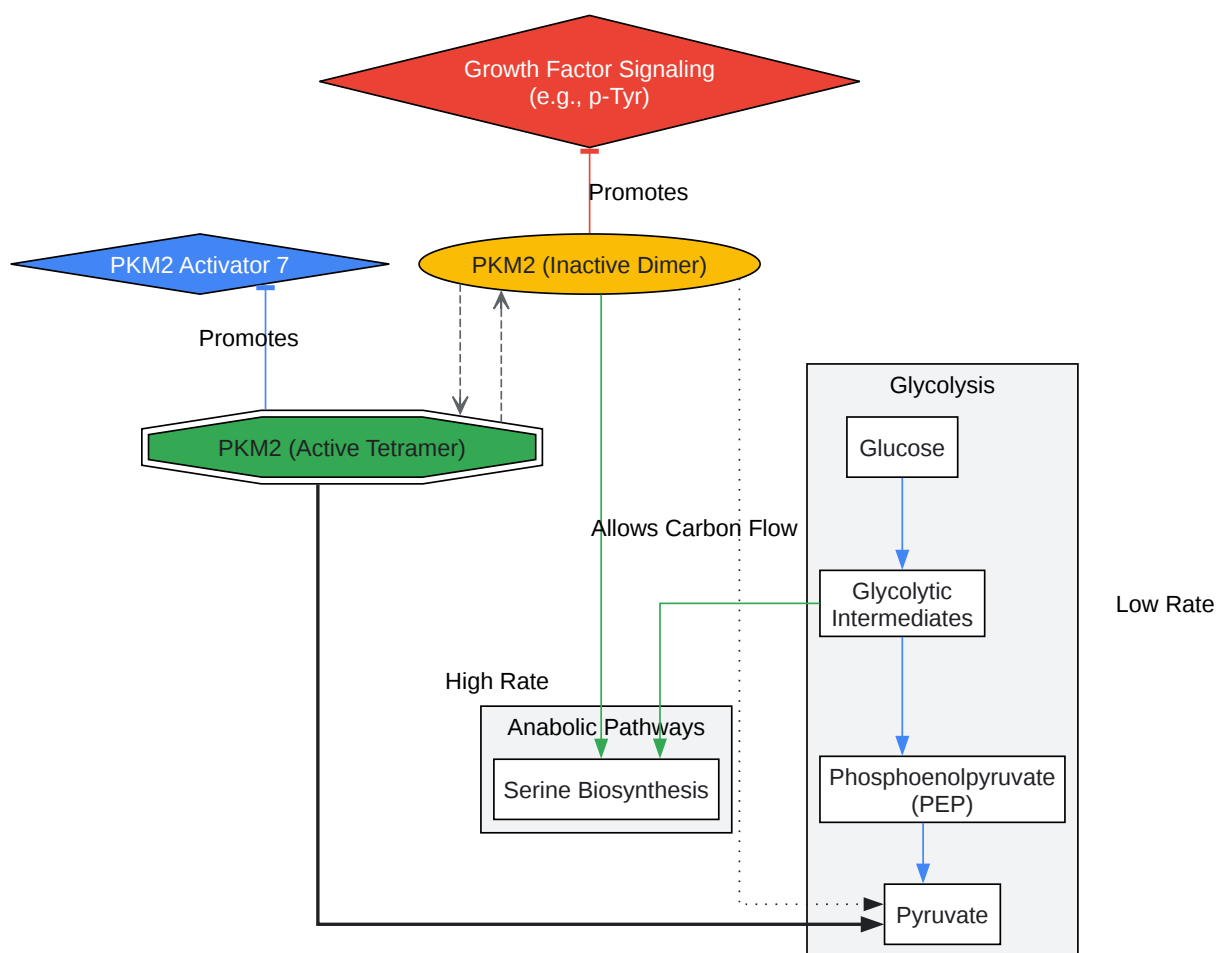 Growth Factor Signaling
(e.g., p-Tyr)
Promotes
PKM2 Activator 7
PKM2 (Inactive Dimer)
Promotes
Glycolysis
PKM2 (Active Tetramer)
Glucose
Allows Carbon Flow
Glycolytic
Intermediates
Low Rate
High Rate
Anabolic Pathways
Serine Biosynthesis
Phosphoenolpyruvate
(PEP)
Pyruvate